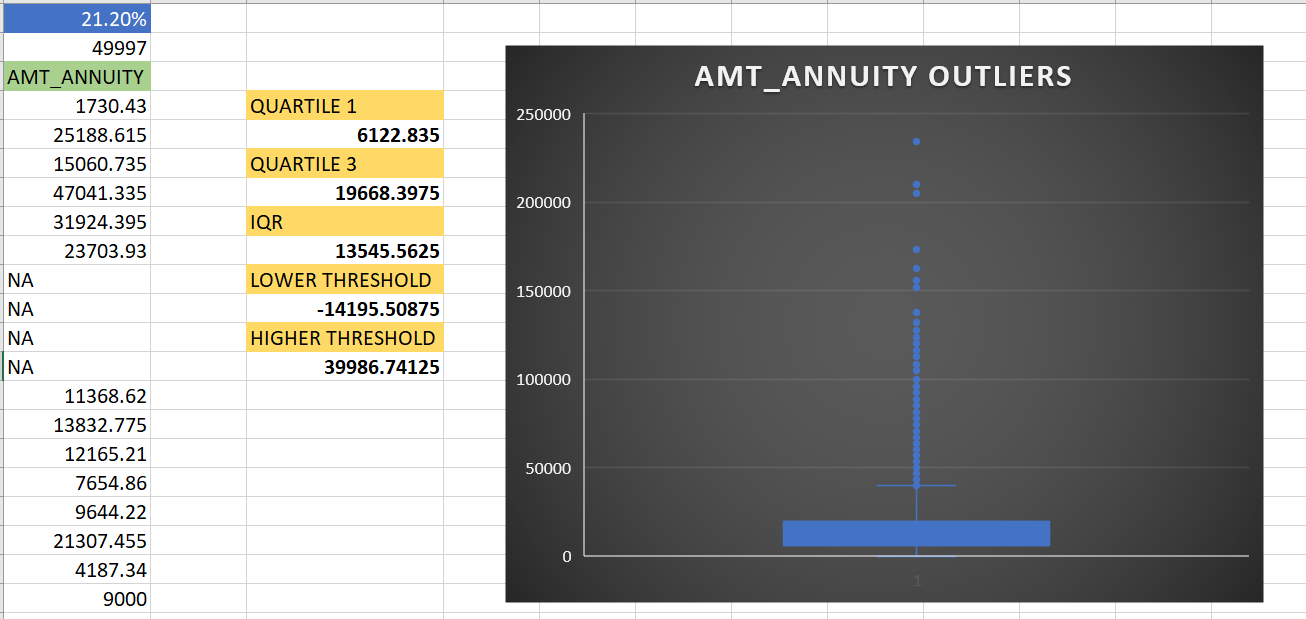 21.20%
49997
AMT_ANNUITY
1730.43
25188.615
15060.735
47041.335
31924.395
23703.93
NA
NA
NA
NA
11368.62
13832.775
12165.21
7654.86
9644.22
21307.455
4187.34
9000
QUARTILE 1
6122.835
QUARTILE 3
19668.3975
IQR
13545.5625
LOWER THRESHOLD
-14195.50875
HIGHER THRESHOLD
39986.74125
AMT_ANNUITY OUTLIERS
250000
200000
150000
100000
50000
0
1